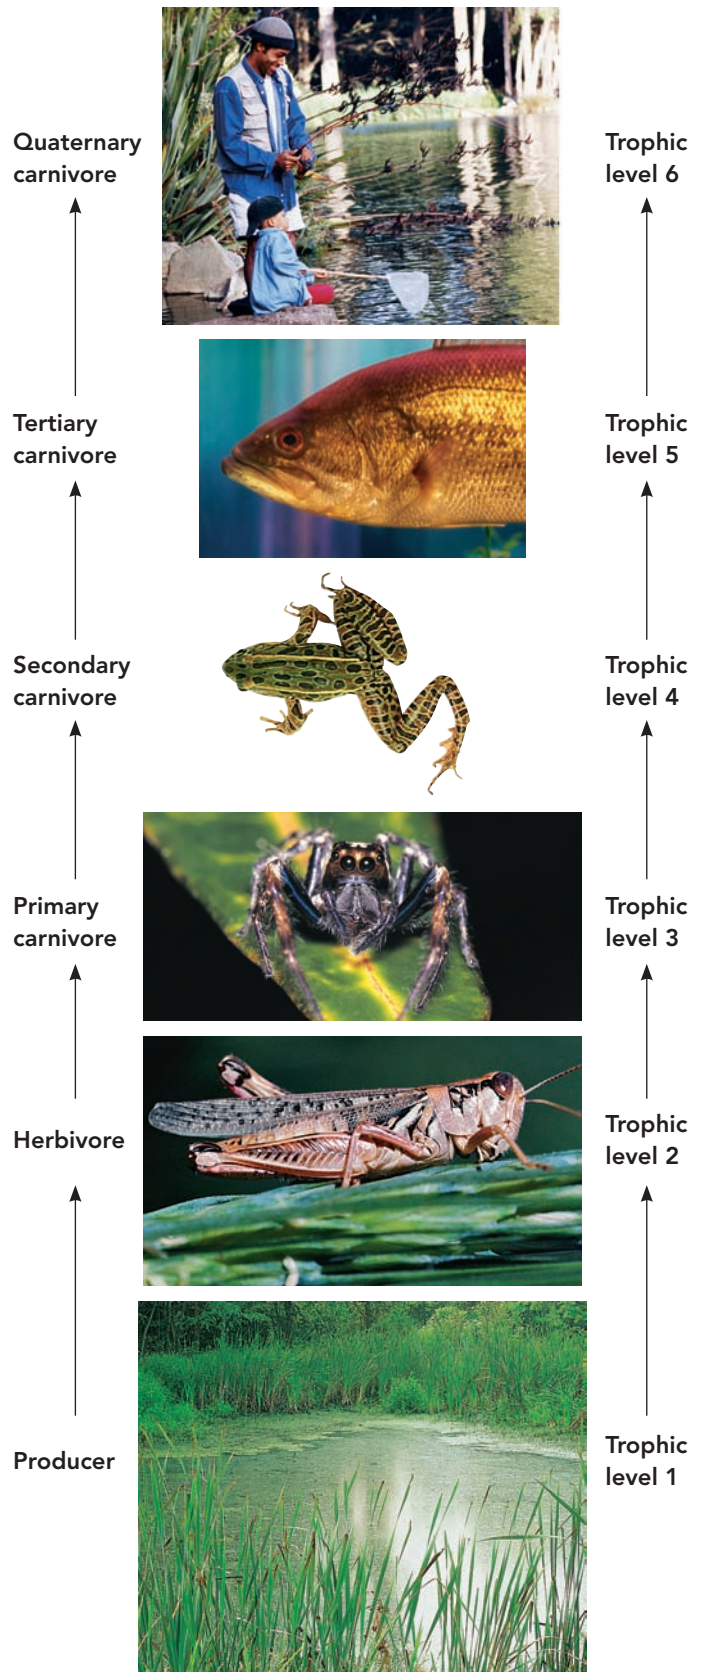 Quaternary
carnivore
Trophic
level 6
Tertiary
carnivore
Trophic
level 5
Secondary
carnivore
Trophic
level 4
Primary
carnivore
Trophic
level 3
Herbivore
Trophic
level 2
Producer
Trophic
level 1